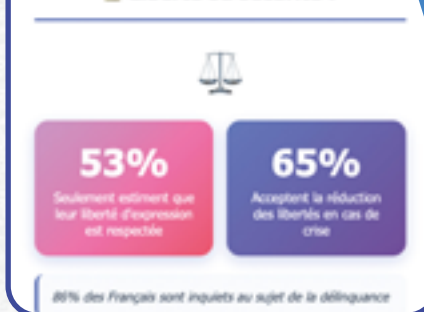 53%
Seulement estiment que
leur liberté d'expression
est respectée
65%
Acceptent la réduction
des libertés en cas de
crise
86% des Français sont inquiets au sujet de la délinquance